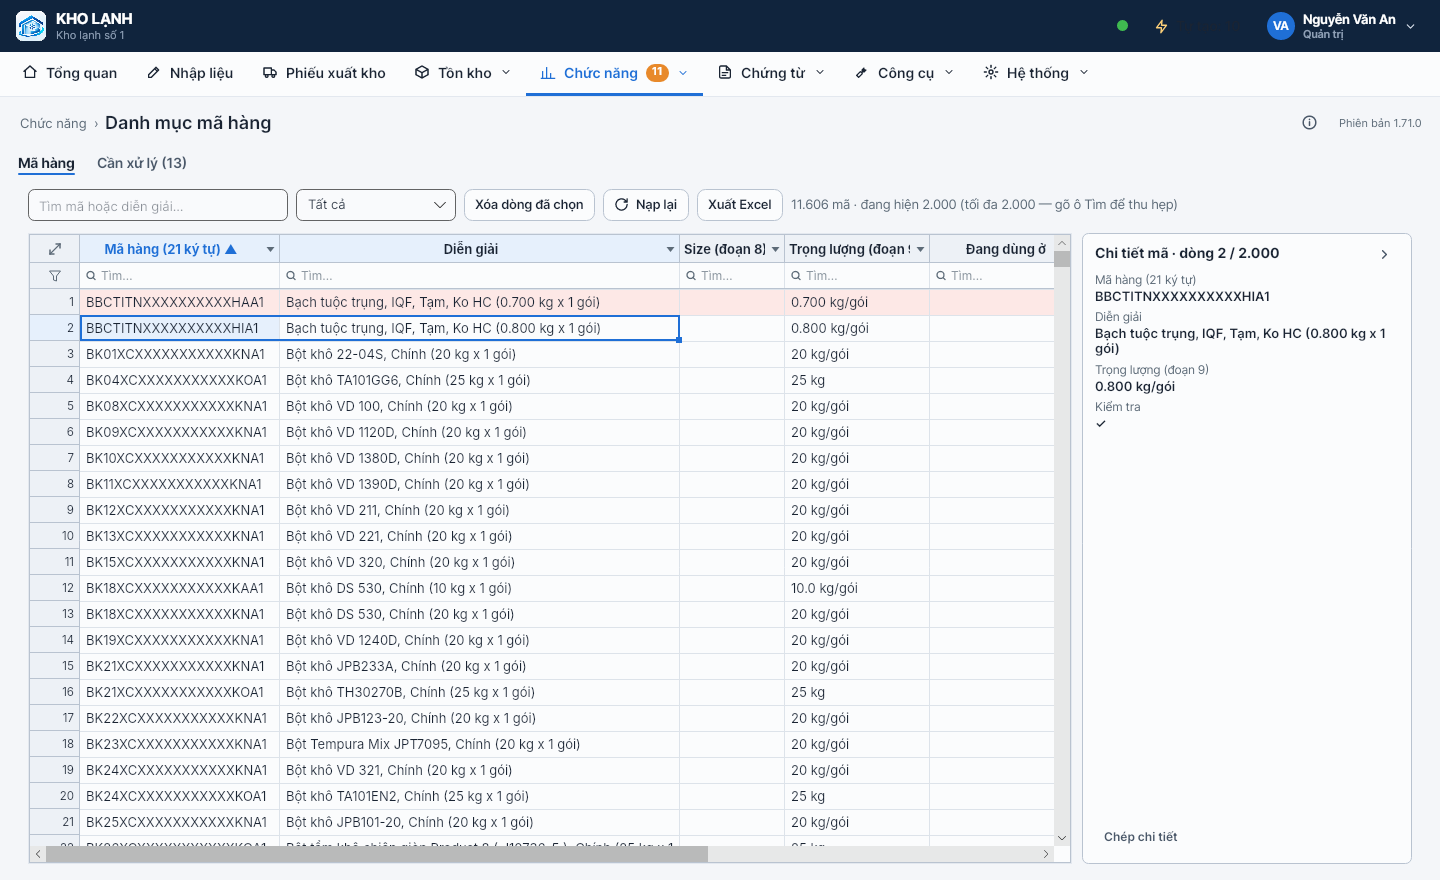 KHO LẠNH
Kho lạnh số 1
VA
Nguyễn Văn An
Quản trị
Tổng quan
Nhập liệu
Phiếu xuất kho
Tồn kho
Chức năng 11
Chứng từ
Công cụ
Hệ thống
Chức năng › Danh mục mã hàng
Phiên bản 1.71.0
Mã hàng
Cần xử lý (13)
Tìm mã hoặc diễn giải...
Tất cả
Xóa dòng đã chọn
Nạp lại
Xuất Excel
11.606 mã · đang hiện 2.000 (tối đa 2.000 — gõ ô Tìm để thu hẹp)
Mã hàng (21 ký tự) ▲ Diễn giải Size (đoạn 8) Trọng lượng (đoạn 9 Đang dùng ở
Tìm... Tìm... Tìm... Tìm... Tìm...
1 BBCTITNXXXXXXXXXXHAA1 Bạch tuộc trụng, IQF, Tạm, Ko HC (0.700 kg x 1 gói) 0.700 kg/gói
2 BBCTITNXXXXXXXXXXHIA1 Bạch tuộc trụng, IQF, Tạm, Ko HC (0.800 kg x 1 gói) 0.800 kg/gói
3 BK01XCXXXXXXXXXXXKNA1 Bột khô 22-04S, Chính (20 kg x 1 gói) 20 kg/gói
4 BK04XCXXXXXXXXXXXKOA1 Bột khô TA101GG6, Chính (25 kg x 1 gói) 25 kg
5 BK08XCXXXXXXXXXXXKNA1 Bột khô VD 100, Chính (20 kg x 1 gói) 20 kg/gói
6 BK09XCXXXXXXXXXXXKNA1 Bột khô VD 1120D, Chính (20 kg x 1 gói) 20 kg/gói
7 BK10XCXXXXXXXXXXXKNA1 Bột khô VD 1380D, Chính (20 kg x 1 gói) 20 kg/gói
8 BK11XCXXXXXXXXXXXKNA1 Bột khô VD 1390D, Chính (20 kg x 1 gói) 20 kg/gói
9 BK12XCXXXXXXXXXXXKNA1 Bột khô VD 211, Chính (20 kg x 1 gói) 20 kg/gói
10 BK13XCXXXXXXXXXXXKNA1 Bột khô VD 221, Chính (20 kg x 1 gói) 20 kg/gói
11 BK15XCXXXXXXXXXXXKNA1 Bột khô VD 320, Chính (20 kg x 1 gói) 20 kg/gói
12 BK18XCXXXXXXXXXXXKAA1 Bột khô DS 530, Chính (10 kg x 1 gói) 10.0 kg/gói
13 BK18XCXXXXXXXXXXXKNA1 Bột khô DS 530, Chính (20 kg x 1 gói) 20 kg/gói
14 BK19XCXXXXXXXXXXXKNA1 Bột khô VD 1240D, Chính (20 kg x 1 gói) 20 kg/gói
15 BK21XCXXXXXXXXXXXKNA1 Bột khô JPB233A, Chính (20 kg x 1 gói) 20 kg/gói
16 BK21XCXXXXXXXXXXXKOA1 Bột khô TH30270B, Chính (25 kg x 1 gói) 25 kg
17 BK22XCXXXXXXXXXXXKNA1 Bột khô JPB123-20, Chính (20 kg x 1 gói) 20 kg/gói
18 BK23XCXXXXXXXXXXXKNA1 Bột Tempura Mix JPT7095, Chính (20 kg x 1 gói) 20 kg/gói
19 BK24XCXXXXXXXXXXXKNA1 Bột khô VD 321, Chính (20 kg x 1 gói) 20 kg/gói
20 BK24XCXXXXXXXXXXXKOA1 Bột khô TA101EN2, Chính (25 kg x 1 gói) 25 kg
21 BK25XCXXXXXXXXXXXKNA1 Bột khô JPB101-20, Chính (20 kg x 1 gói) 20 kg/gói
Chi tiết mã · dòng 2 / 2.000
Mã hàng (21 ký tự)
BBCTITNXXXXXXXXXXHIA1
Diễn giải
Bạch tuộc trụng, IQF, Tạm, Ko HC (0.800 kg x 1
gói)
Trọng lượng (đoạn 9)
0.800 kg/gói
Kiểm tra
✓
Chép chi tiết